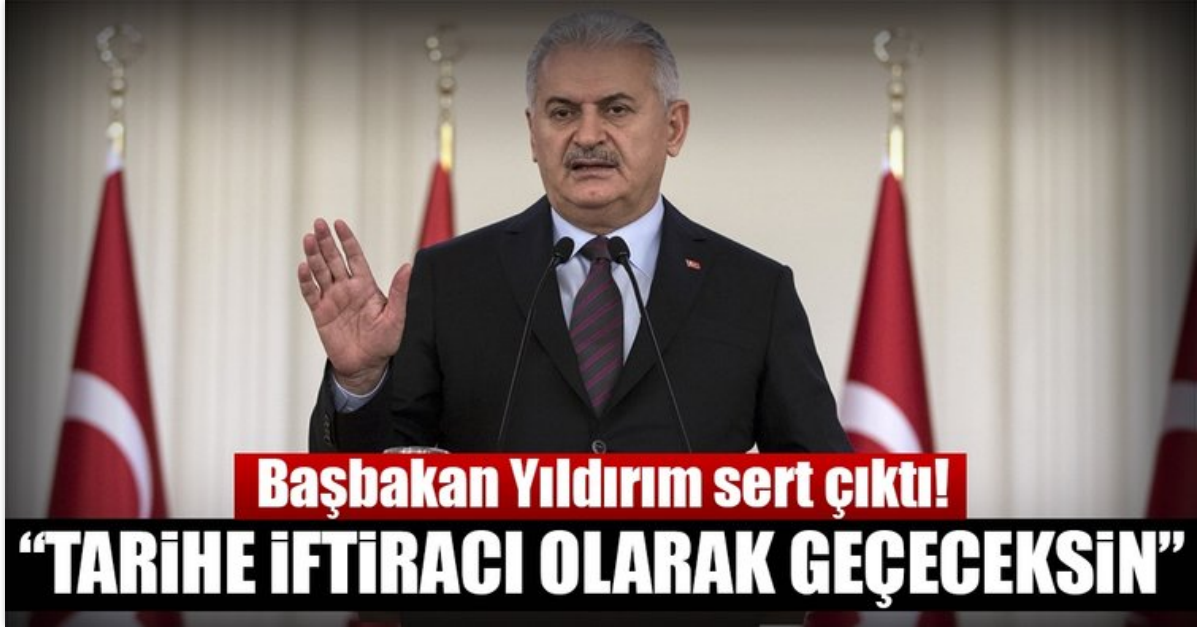 Başbakan Yıldırım sert çıktı!
“TARİHE İFTİRACI OLARAK GEÇECEKSİN”